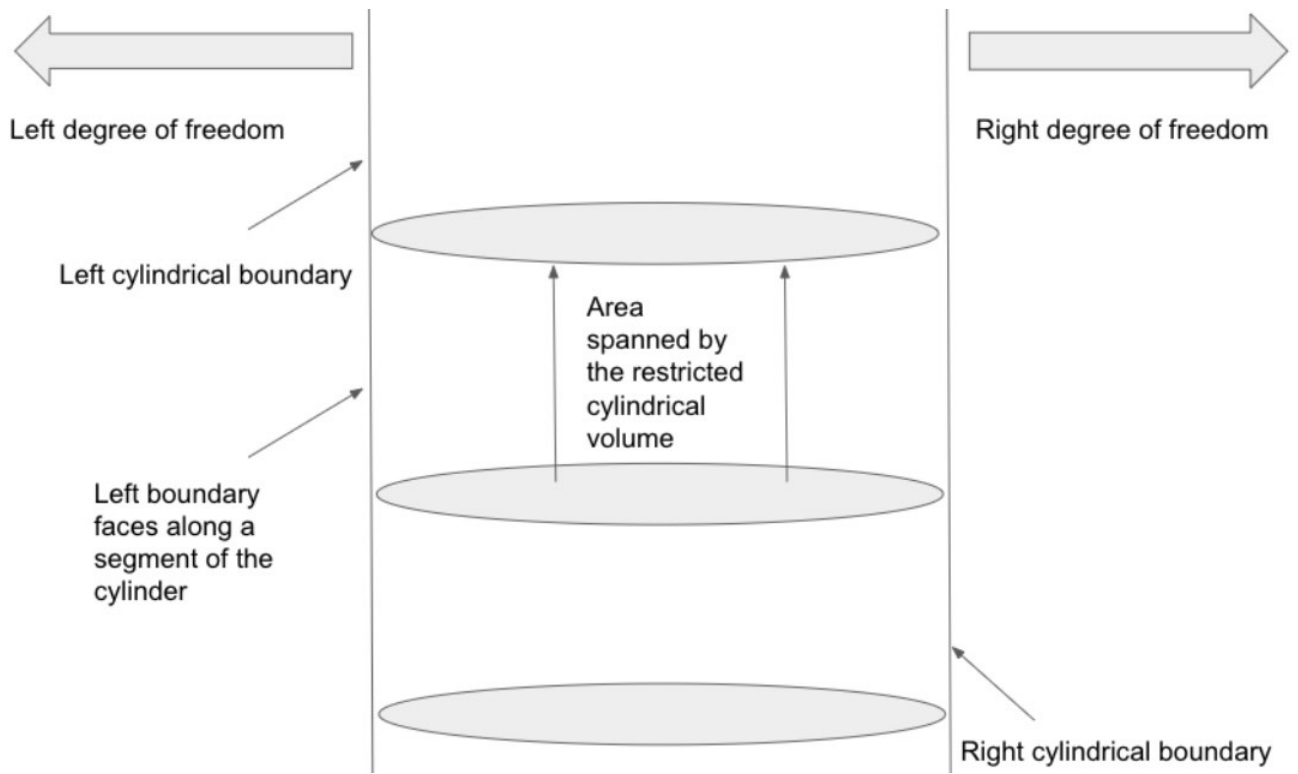 Left degree of freedom
Right degree of freedom
Left cylindrical boundary
Area
spanned by
the restricted
cylindrical
volume
Left boundary
faces along a
segment of the
cylinder
Right cylindrical boundary